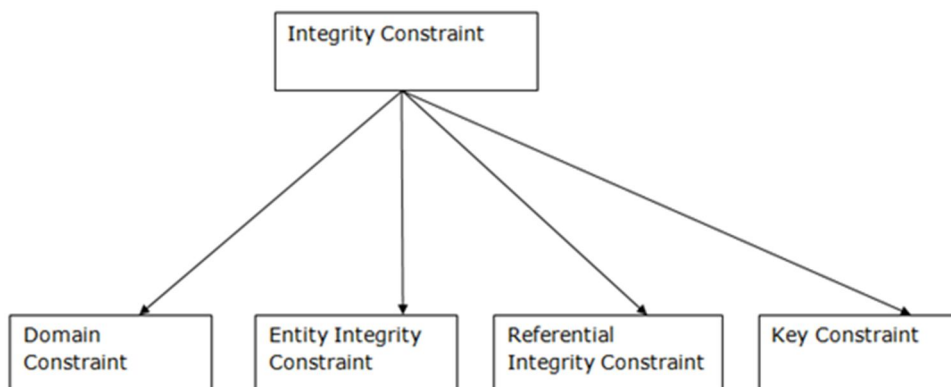 Integrity Constraint
Domain
Constraint
Entity Integrity
Constraint
Referential
Integrity Constraint
Key Constraint